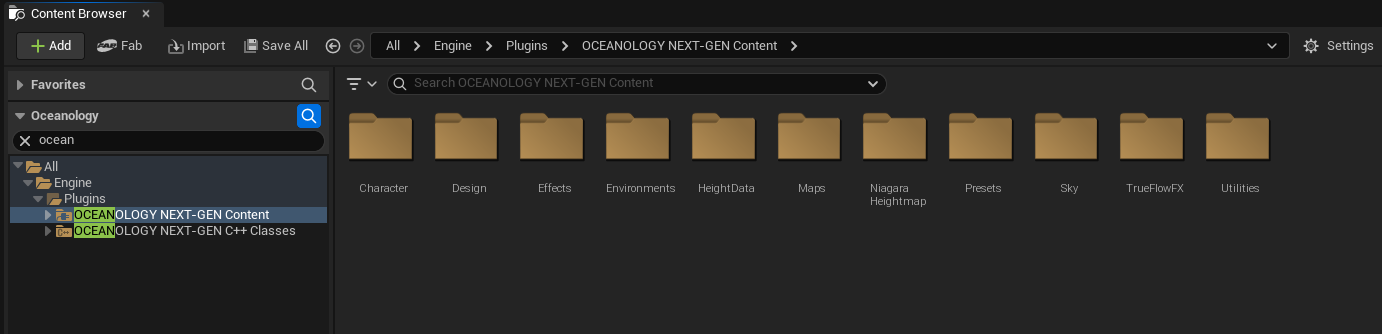 Content Browser
Add Fab Import Save All All Engine Plugins OCEANOLOGY NEXT-GEN Content Settings
Favorites
Search OCEANOLOGY NEXT-GEN Content
Oceanology
ocean
All
Engine
Plugins
OCEANOLOGY NEXT-GEN Content
OCEANOLOGY NEXT-GEN C++ Classes
Character Design Effects Environments HeightData Maps Niagara Presets Sky TrueFlowFX Utilities
Heightmap